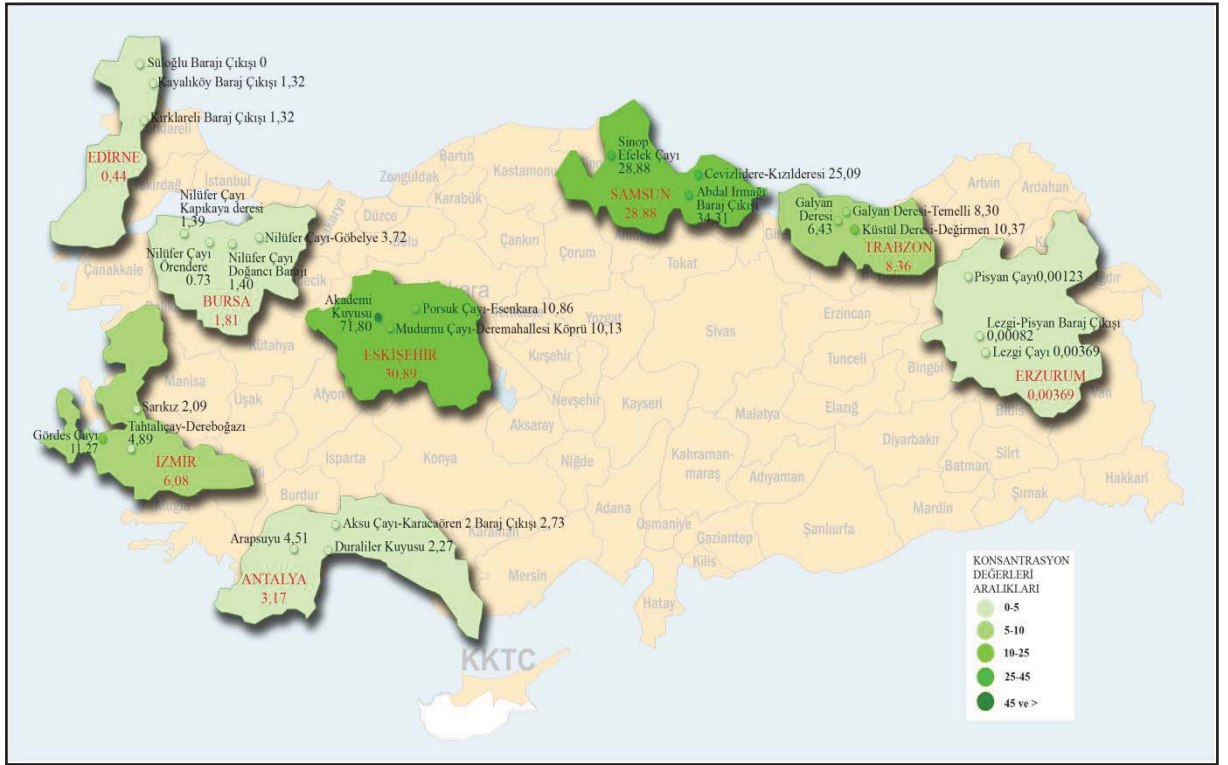 Süloğlu Barajı Çıkışı 0
Kayalıköy Baraj Çıkışı 1,32
Kırklareli Baraj Çıkışı 1,32
EDİRNE
0,44
Nilüfer Çayı
Kapıkaya deresi
1,39
Nilüfer Çayı-Göbelye 3,72
Nilüfer Çayı
Örendere
0.73
Nilüfer Çayı
Doğancı Barajı
1,40
BURSA
1,81
Akademi
Kuyusu
71,80
Porsuk Çayı-Esenkara 10,86
Mudurnu Çayı-Deremahallesi Köprü 10,13
ESKİŞEHİR
30,89
Sinop
Efelek Çayı
28,88
Cevizlidere-Kızılderesi 25,09
Abdal Irmağı
Baraj Çıkışı
34,31
SAMSUN
28,88
Galyan
Deresi
6,43
Galyan Deresi-Temelli 8,30
Küstül Deresi-Değirmen 10,37
TRABZON
8,36
Pisyan Çayı0,00123
Lezgi-Pisyan Baraj Çıkışı
0,00082
Lezgi Çayı 0,00369
ERZURUM
0,00369
Sarıkız 2,09
Tahtalıçay-Dereboğazı
4,89
Gördes Çayı
11,27
İZMİR
6,08
Aksu Çayı-Karacaören 2 Baraj Çıkışı 2,73
Arapsuyu 4,51
Duraliler Kuyusu 2,27
ANTALYA
3,17
İstanbul
Zonguldak
Bartın
Karabük
Kastamonu
Düzce
Çankırı
Çorum
Tokat
Artvin
Ardahan
Çanakkale
Kütahya
Yozgat
Sivas
Erzincan
Tunceli
Bingöl
Manisa
Uşak
Afyon
Kırşehir
Nevşehir
Kayseri
Malatya
Elazığ
Aksaray
Isparta
Konya
Niğde
Kahraman-
maraş
Adıyaman
Diyarbakır
Batman
Siirt
Şırnak
Hakkari
Burdur
Karaman
Adana
Osmaniye
Gaziantep
Şanlıurfa
Mardin
Mersin
Kilis
Hatay
KKTC
KONSANTRASYON
DEĞERLERİ
ARALIKLARI
0-5
5-10
10-25
25-45
45 ve >